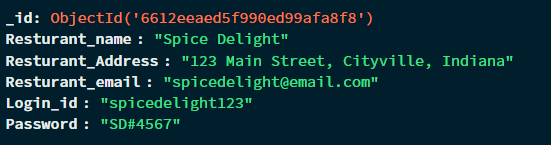 _id: ObjectId('6612eeaed5f990ed99afa8f8')
Resturant_name : "Spice Delight"
Resturant_Address : "123 Main Street, Cityville, Indiana"
Resturant_email : "spicedelight@email.com"
Login_id : "spicedelight123"
Password : "SD#4567"